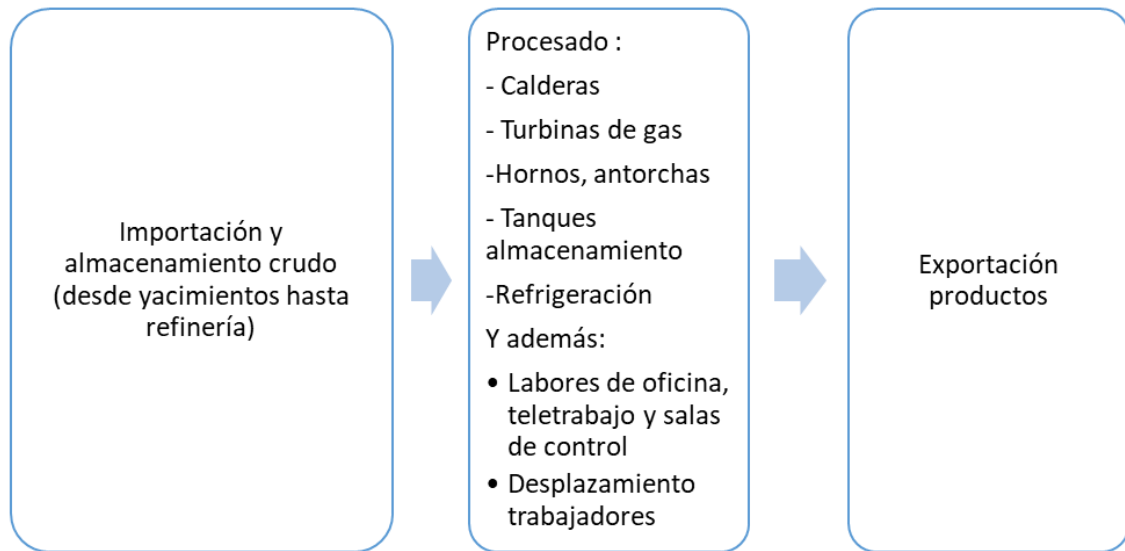 Importación y
almacenamiento crudo
(desde yacimientos hasta
refinería)
Procesado :
- Calderas
- Turbinas de gas
-Hornos, antorchas
- Tanques
almacenamiento
-Refrigeración
Y además:
• Labores de oficina,
teletrabajo y salas
de control
• Desplazamiento
trabajadores
Exportación
productos